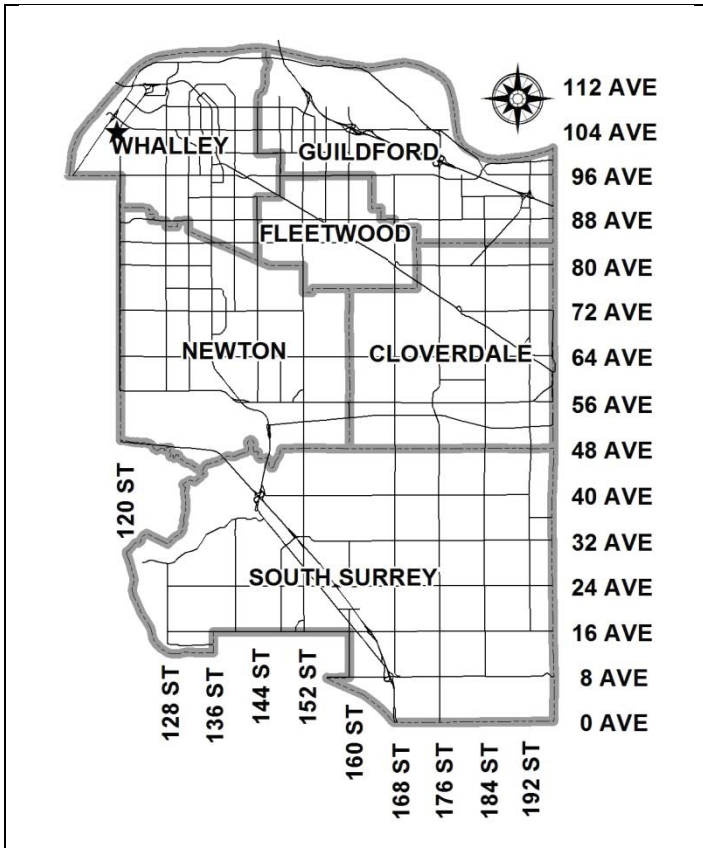 112 AVE
104 AVE
WHALLEY
GUILDFORD
96 AVE
88 AVE
FLEETWOOD
80 AVE
72 AVE
NEWTON
CLOVERDALE
64 AVE
56 AVE
48 AVE
120 ST
40 AVE
32 AVE
SOUTH SURREY
24 AVE
16 AVE
128 ST
136 ST
144 ST
152 ST
160 ST
8 AVE
0 AVE
168 ST
176 ST
184 ST
192 ST